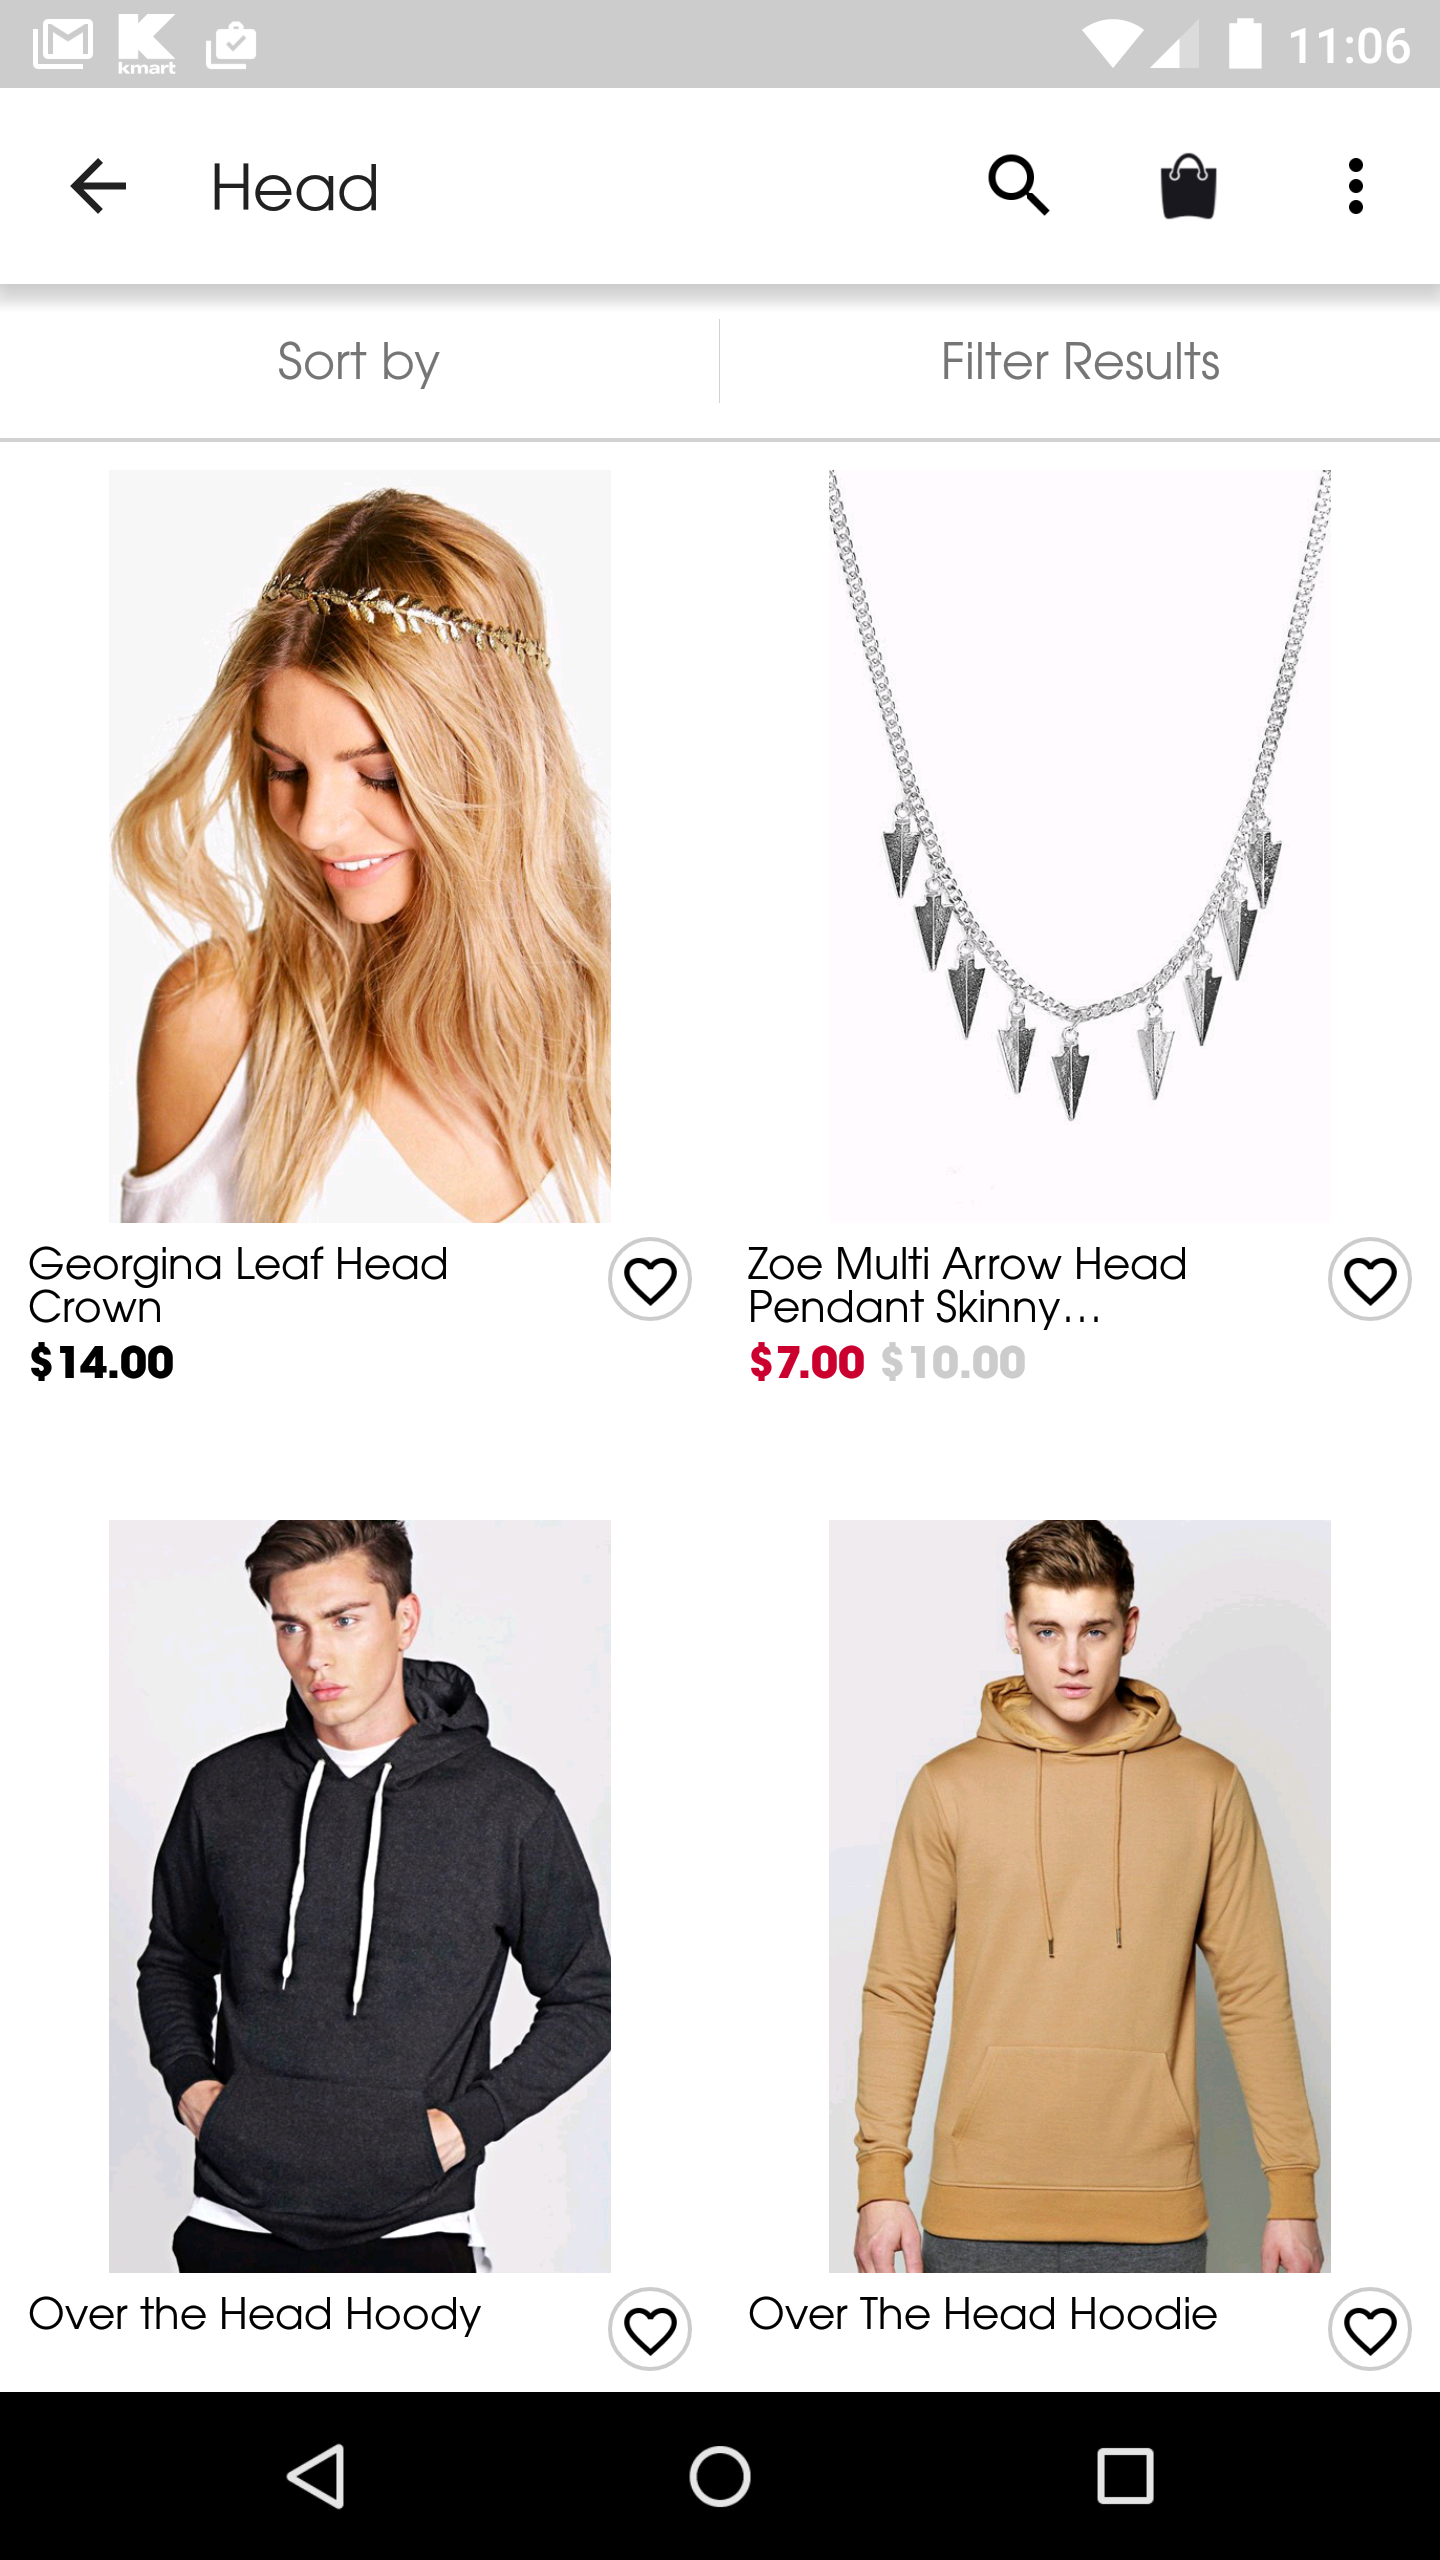 kmart
11:06
Head
Sort by
Filter Results
Georgina Leaf Head
Crown
$14.00
Zoe Multi Arrow Head
Pendant Skinny...
$7.00 $10.00
Over the Head Hoody
Over The Head Hoodie